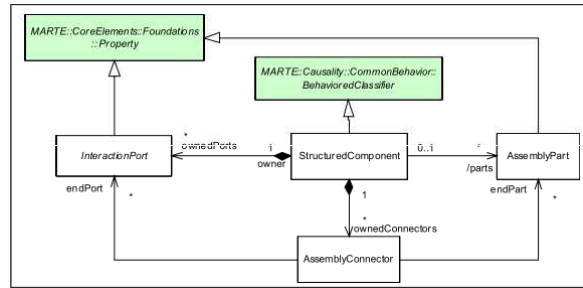 MARTE::CoreElements::Foundations
::Property
MARTE::Causality::CommonBehavior::
BehavioredClassifier
*
ownedPorts
1
owner
InteractionPort
StructuredComponent
0..1
*
/parts
AssemblyPart
endPort
*
1
*
ownedConnectors
endPart
*
AssemblyConnector